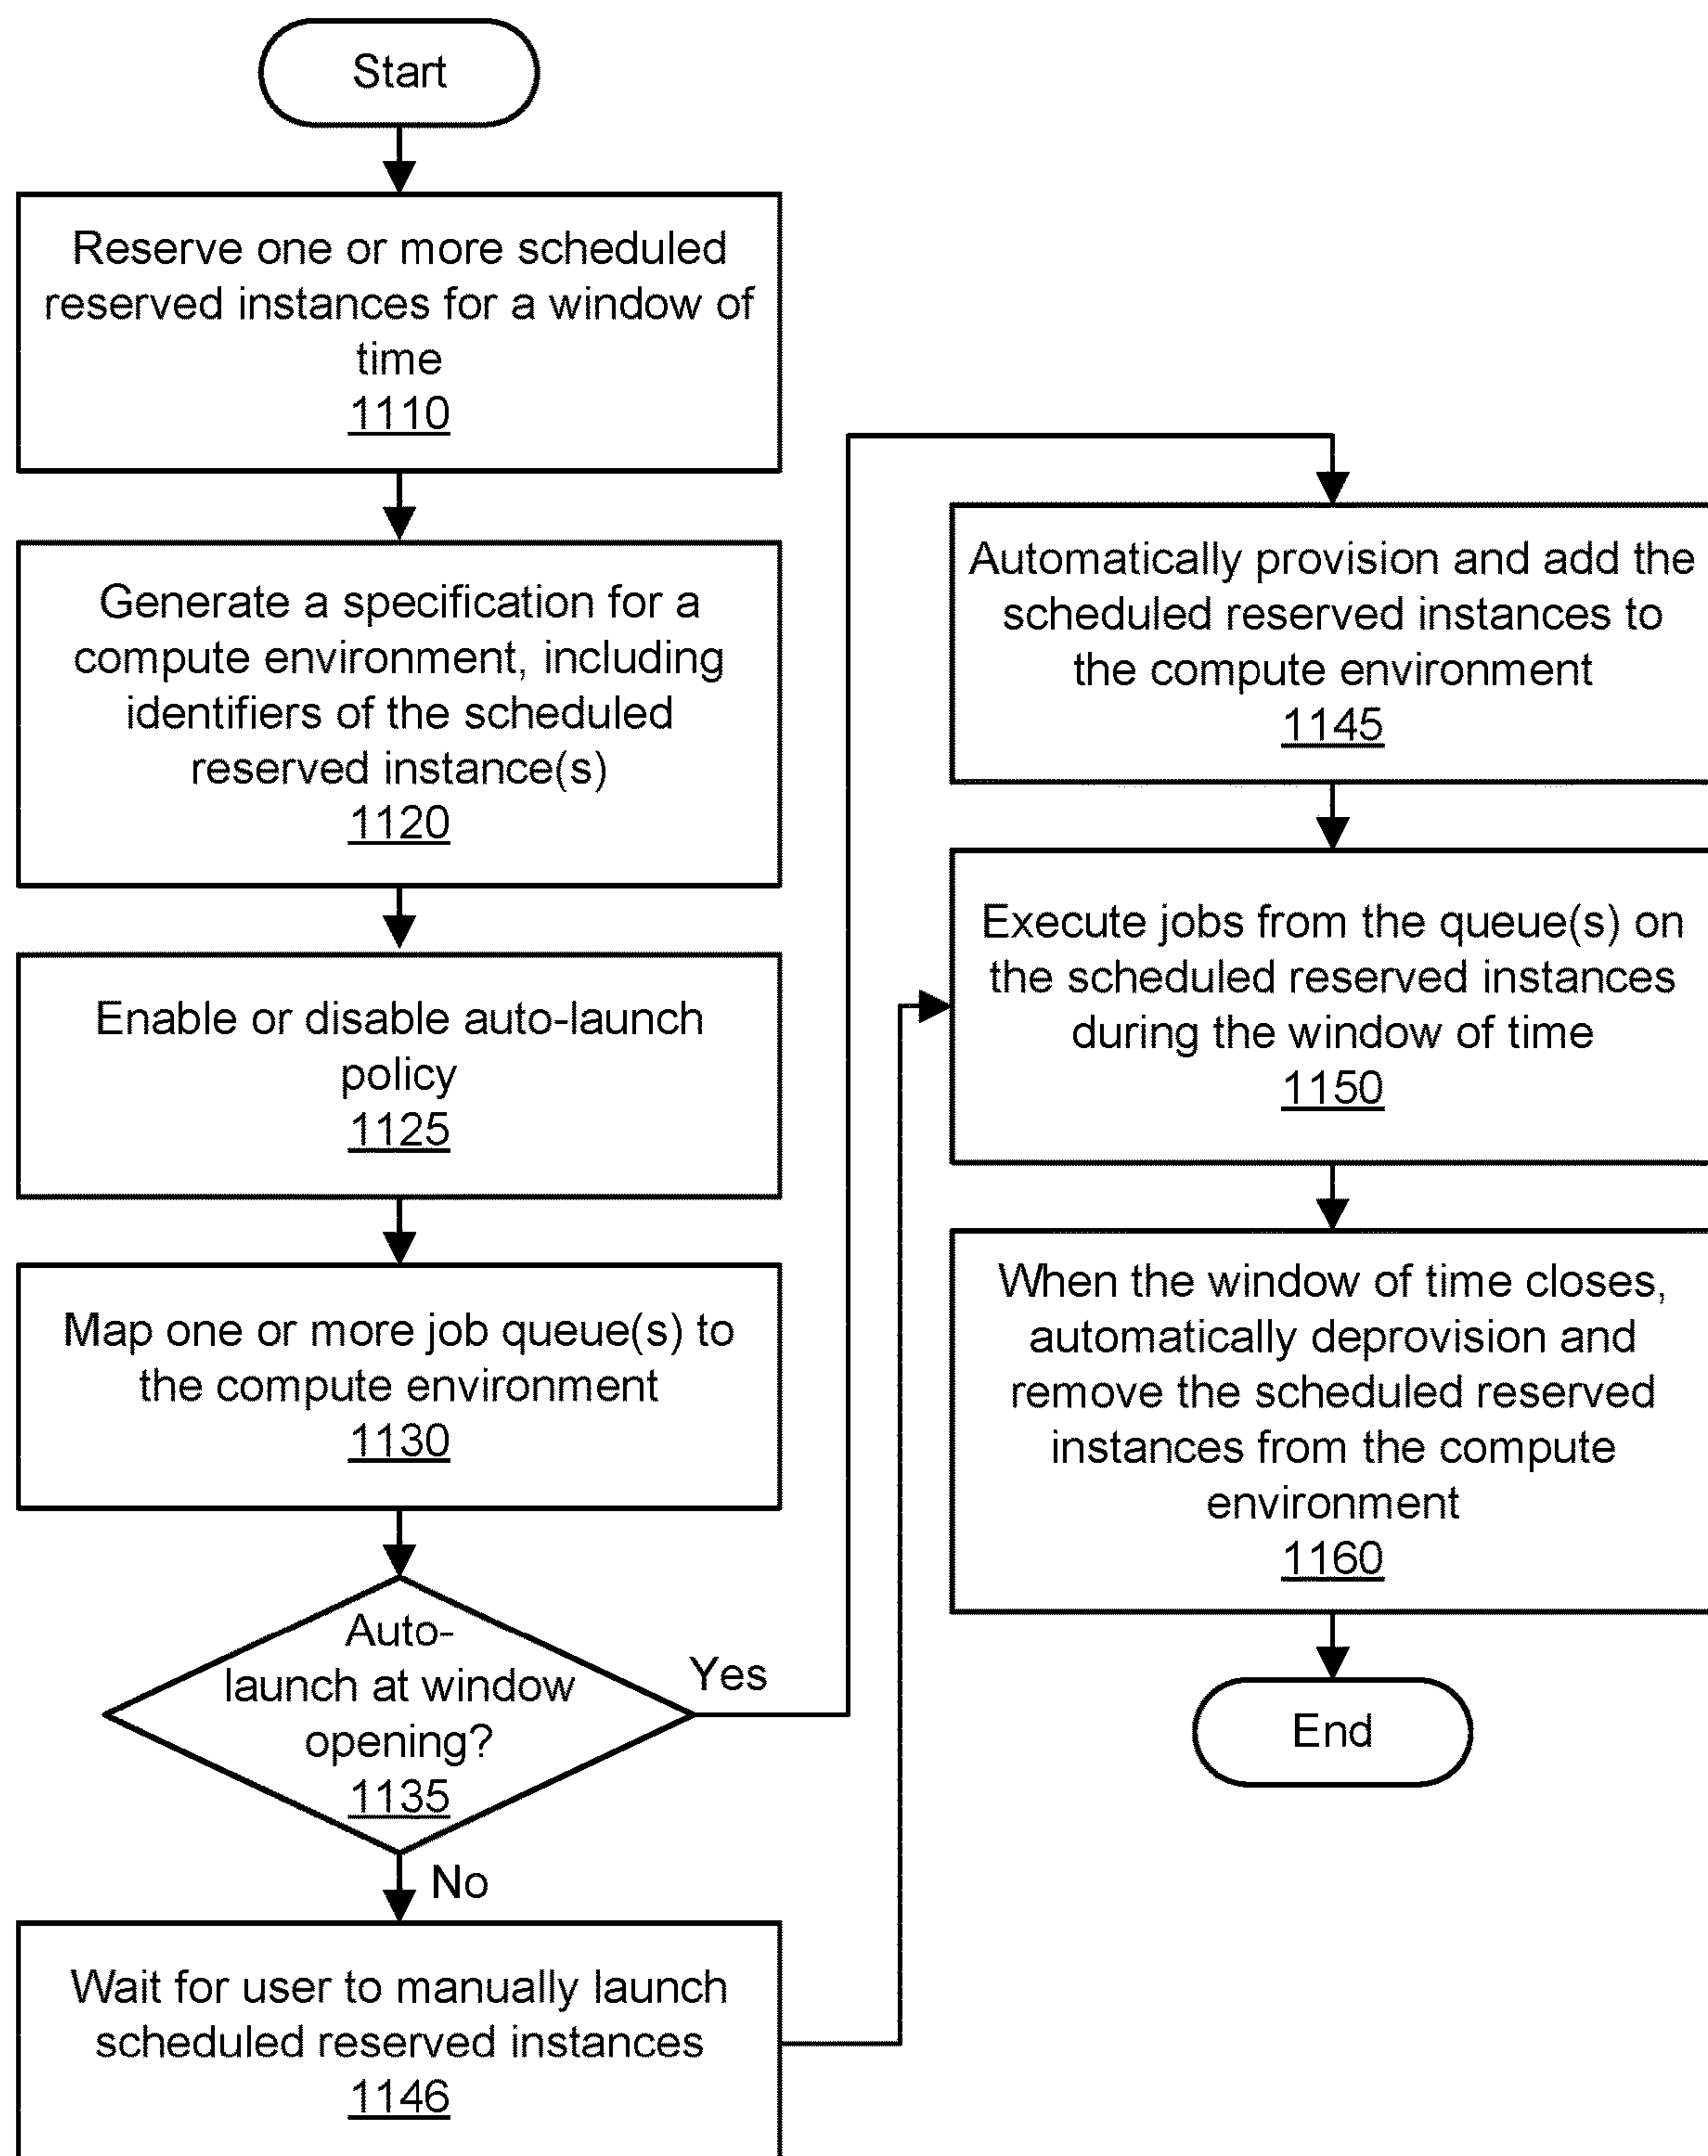 Start
Reserve one or more scheduled
reserved instances for a window of
time
1110
Generate a specification for a
compute environment, including
identifiers of the scheduled
reserved instance(s)
1120
Enable or disable auto-launch
policy
1125
Map one or more job queue(s) to
the compute environment
1130
Auto-
launch at window
opening?
1135
Yes
No
Wait for user to manually launch
scheduled reserved instances
1146
Automatically provision and add the
scheduled reserved instances to
the compute environment
1145
Execute jobs from the queue(s) on
the scheduled reserved instances
during the window of time
1150
When the window of time closes,
automatically deprovision and
remove the scheduled reserved
instances from the compute
environment
1160
End